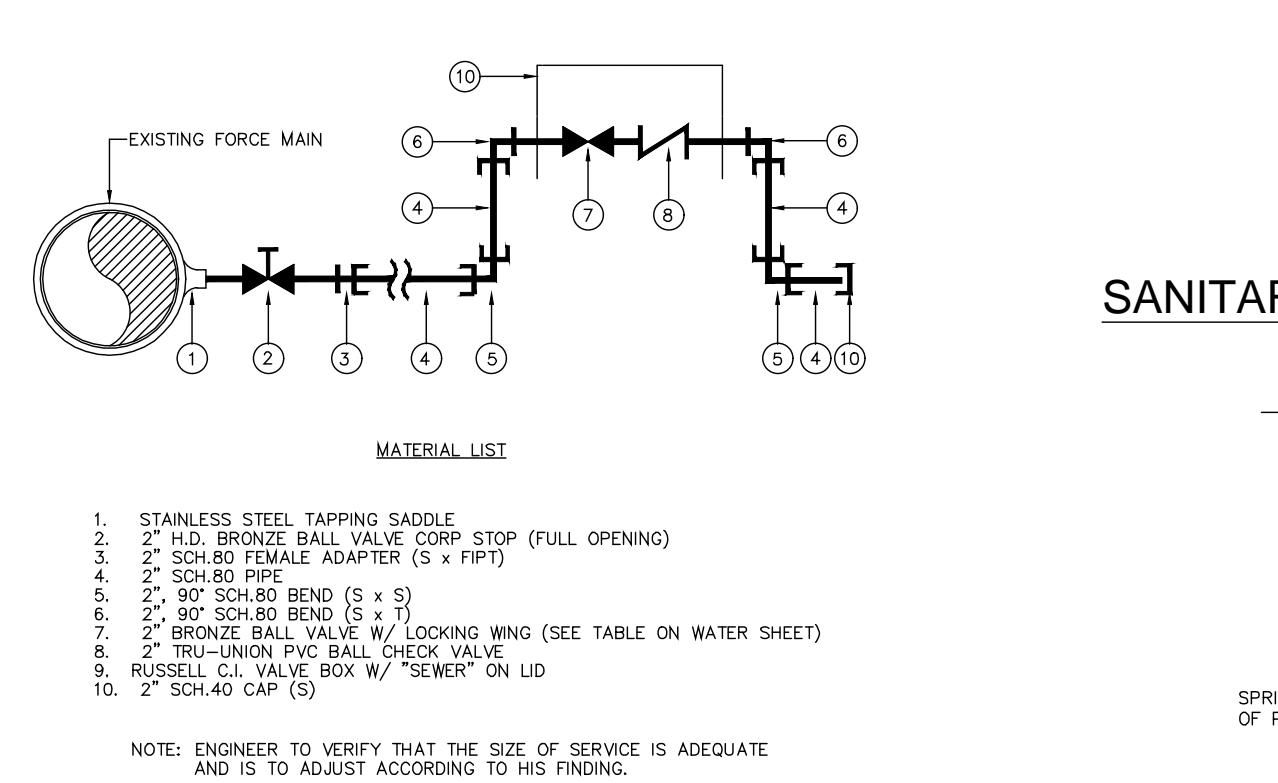 10
6
6
EXISTING FORCE MAIN
4
7
8
4
SANITA
1
2
3
4
5
5
4
10
MATERIAL LIST
1. STAINLESS STEEL TAPPING SADDLE
2. 2" H.D. BRONZE BALL VALVE CORP STOP (FULL OPENING)
3. 2" SCH.80 FEMALE ADAPTER (S x FIPT)
4. 2" SCH.80 PIPE
5. 2", 90° SCH.80 BEND (S x S)
6. 2", 90° SCH.80 BEND (S x T)
7. 2" BRONZE BALL VALVE W/ LOCKING WING (SEE TABLE ON WATER SHEET)
8. 2" TRU-UNION PVC BALL CHECK VALVE
9. RUSSELL C.I. VALVE BOX W/ "SEWER" ON LID
10. 2" SCH.40 CAP (S)
SPRI
OF
NOTE: ENGINEER TO VERIFY THAT THE SIZE OF SERVICE IS ADEQUATE
AND IS TO ADJUST ACCORDING TO HIS FINDING.